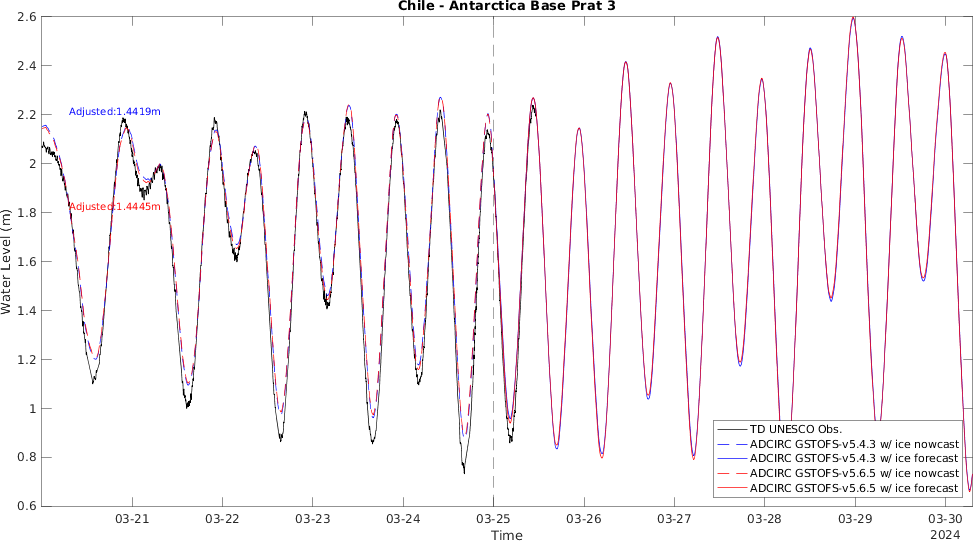 Chile - Antarctica Base Prat 3
2.6
2.4
2.2
2
1.8
1.6
1.4
1.2
1
0.8
0.6
Water Level (m)
Adjusted:1.4419m
Adjusted:1.4445m
TD UNESCO Obs.
ADCIRC GSTOFS-v5.4.3 w/ ice nowcast
ADCIRC GSTOFS-v5.4.3 w/ ice forecast
ADCIRC GSTOFS-v5.6.5 w/ ice nowcast
ADCIRC GSTOFS-v5.6.5 w/ ice forecast
03-21 03-22 03-23 03-24 03-25 03-26 03-27 03-28 03-29 03-30
Time 2024